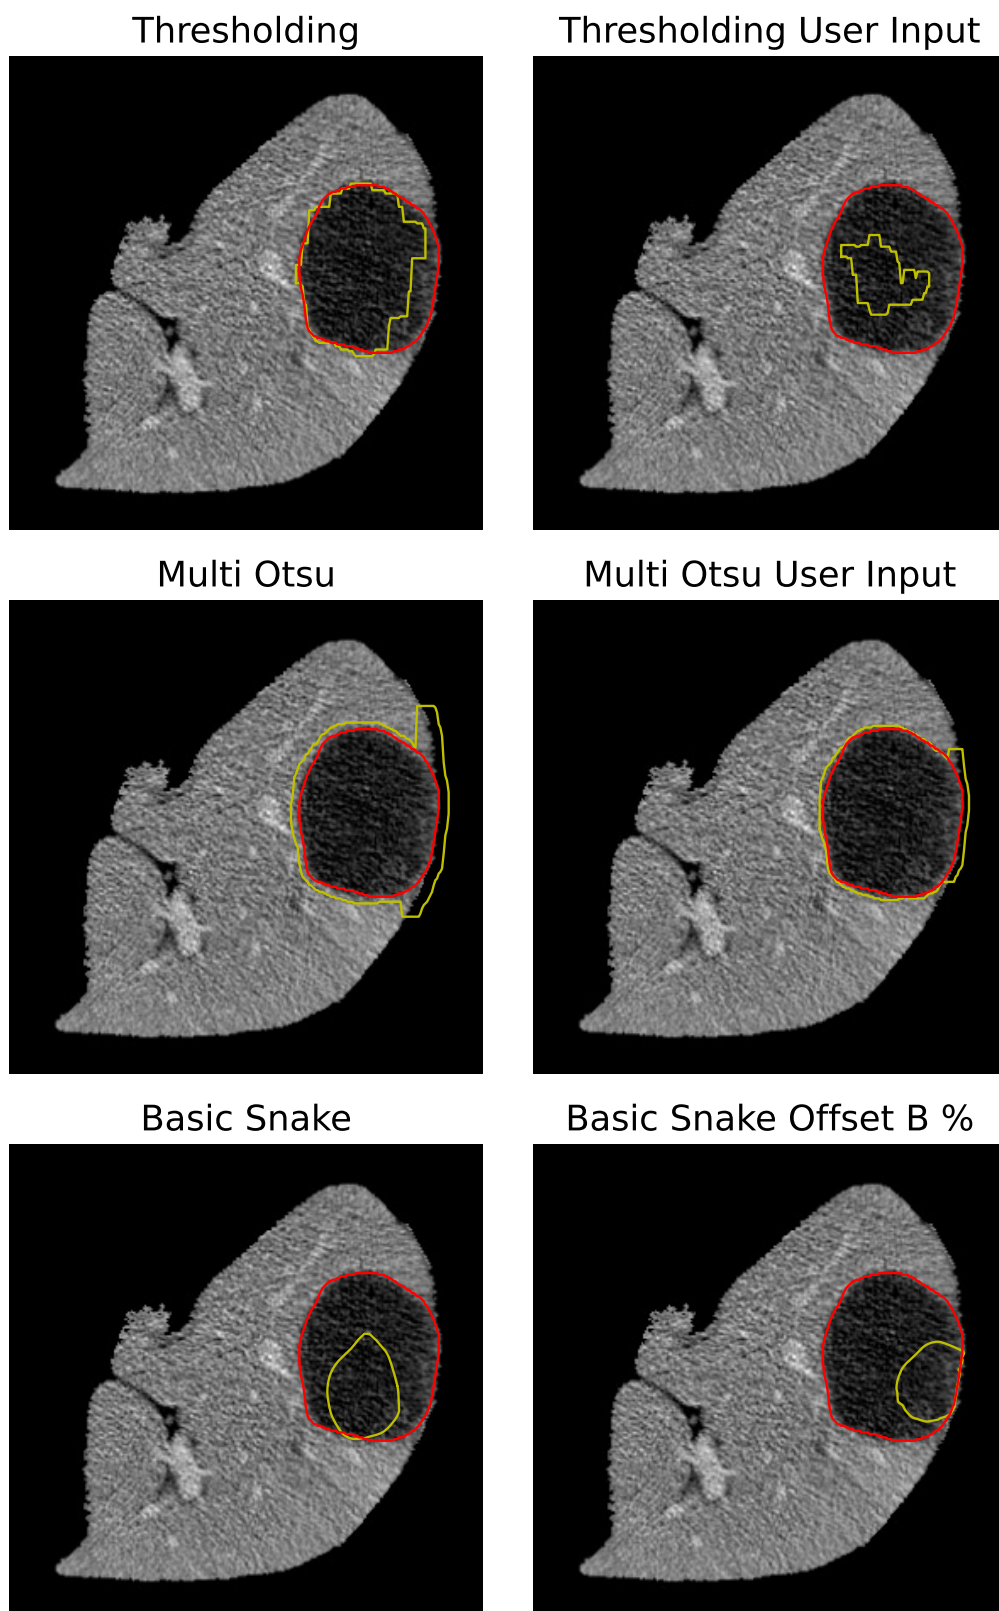 Thresholding
Thresholding User Input
Multi Otsu
Multi Otsu User Input
Basic Snake
Basic Snake Offset B %